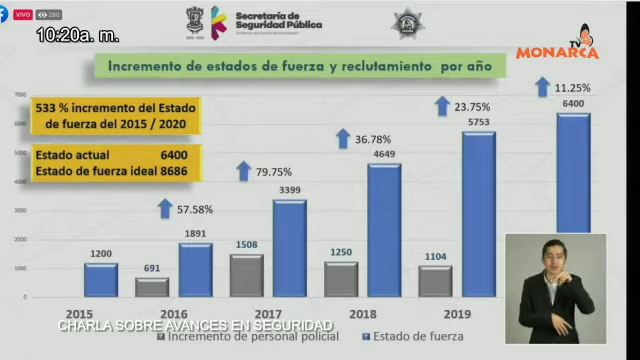 VIVO
280
10:20a. m.
Secretaría de
Seguridad Pública
TV
MONARCA
Incremento de estados de fuerza y reclutamiento por año
533 % incremento del Estado
de fuerza del 2015 / 2020
Estado actual 6400
Estado de fuerza ideal 8686
7000
6000
5000
4000
3000
2000
1000
0
57.58%
79.75%
36.78%
23.75%
11.25%
1200
691
1891
1508
3399
1250
4649
1104
5753
6400
2015 2016 2017 2018 2019
CHARLA SOBRE AVANCES EN SEGURIDAD
Incremento de personal policial Estado de fuerza